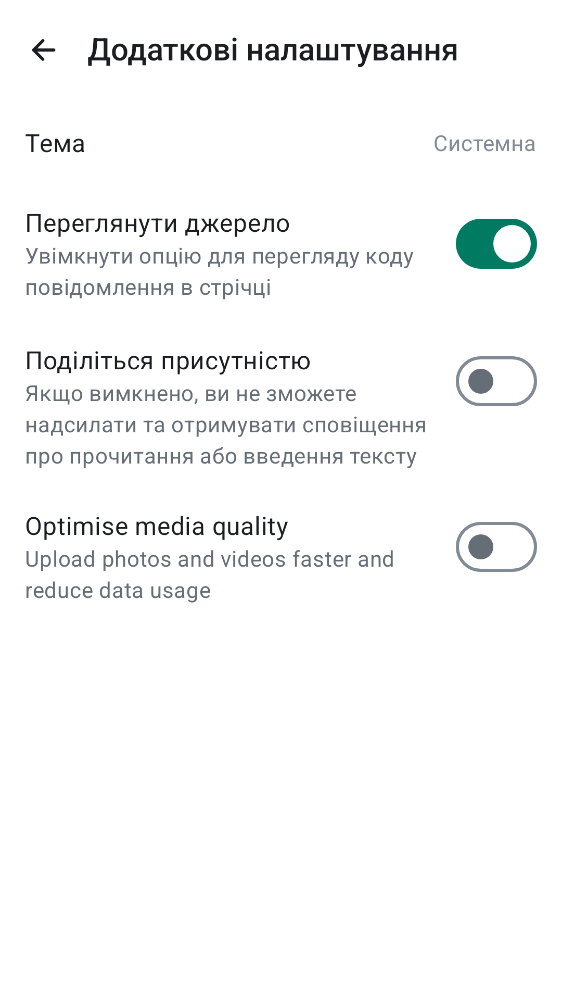 Додаткові налаштування
Тема
Системна
Переглянути джерело
Увімкнути опцію для перегляду коду
повідомлення в стрічці
Поділіться присутністю
Якщо вимкнено, ви не зможете
надсилати та отримувати сповіщення
про прочитання або введення тексту
Optimise media quality
Upload photos and videos faster and
reduce data usage